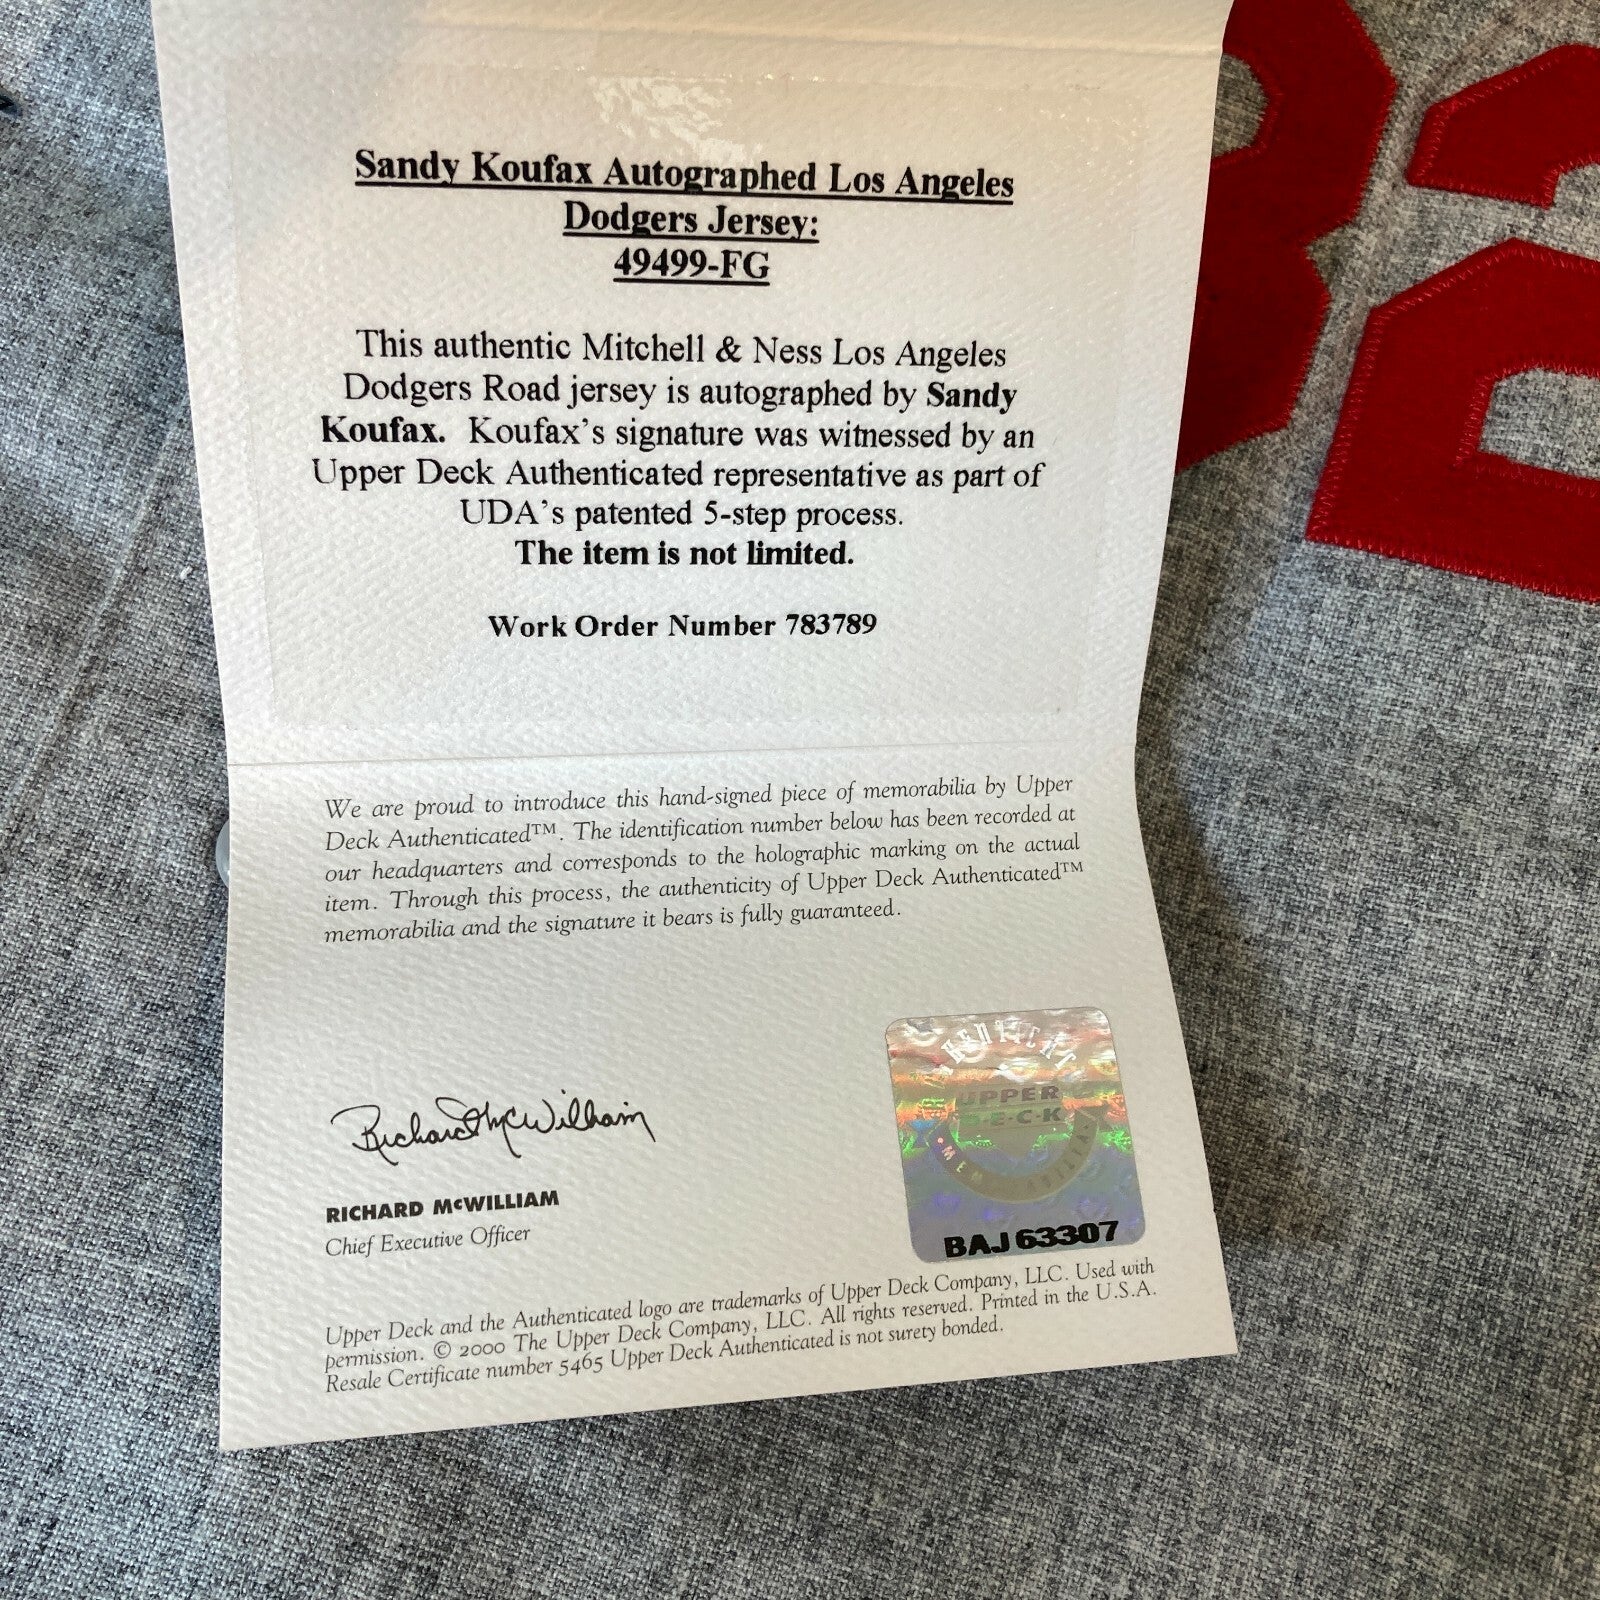 Sandy Koufax Autographed Los Angeles
Dodgers Jersey:
49499-FG
This authentic Mitchell & Ness Los Angeles
Dodgers Road jersey is autographed by Sandy
Koufax. Koufax's signature was witnessed by an
Upper Deck Authenticated representative as part of
UDA's patented 5-step process.
The item is not limited.
Work Order Number 783789
We are proud to introduce this hand-signed piece of memorabilia by Upper
Deck Authenticated™. The identification number below has been recorded at
our headquarters and corresponds to the holographic marking on the actual
item. Through this process, the authenticity of Upper Deck Authenticated™
memorabilia and the signature it bears is fully guaranteed.
Richard McWilliam
RICHARD McWILLIAM
Chief Executive Officer
UPPER
BAJ63307
Upper Deck and the Authenticated logo are trademarks of Upper Deck Company, LLC. Used with
permission. © 2000 The Upper Deck Company, LLC. All rights reserved. Printed in the U.S.A.
Resale Certificate number 5465 Upper Deck Authenticated is not surety bonded.